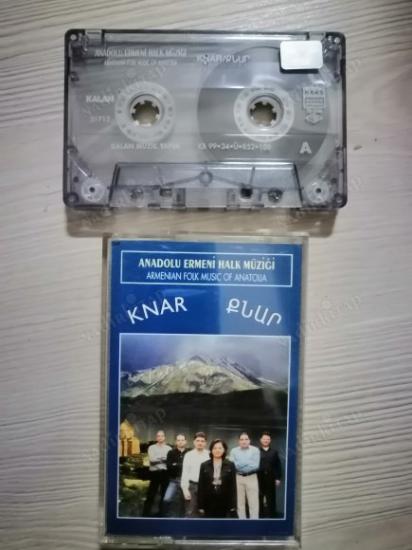 ANADOLU ERMENİ HALK MÜZİĞİ
ARMENIAN FOLK MUSIC OF ANATOLIA
KNAR/ՔՆԱՐ
KALAN
KALAN MÜZİK YAPIM
A
ANADOLU ERMENİ HALK MÜZİĞİ
ARMENIAN FOLK MUSIC OF ANATOLIA
KNAR ՔՆԱՐ